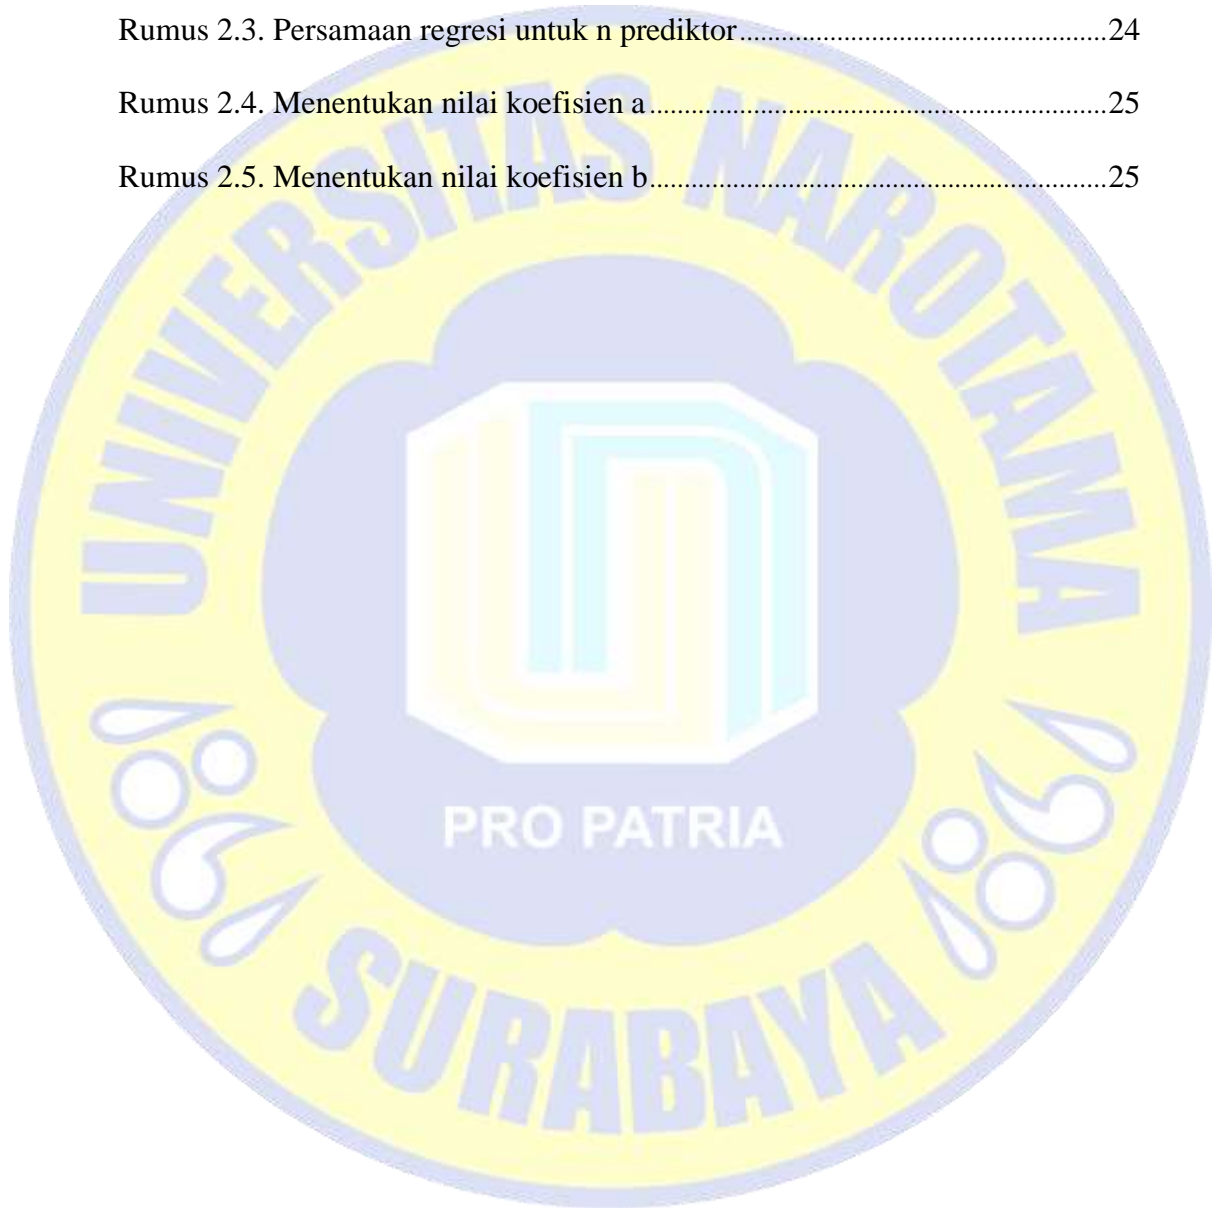 Rumus 2.3. Persamaan regresi untuk n prediktor..............................................24
Rumus 2.4. Menentukan nilai koefisien a.........................................................25
Rumus 2.5. Menentukan nilai koefisien b.........................................................25
UNIVERSITAS NAROTAMA
PRO PATRIA
SURABAYA